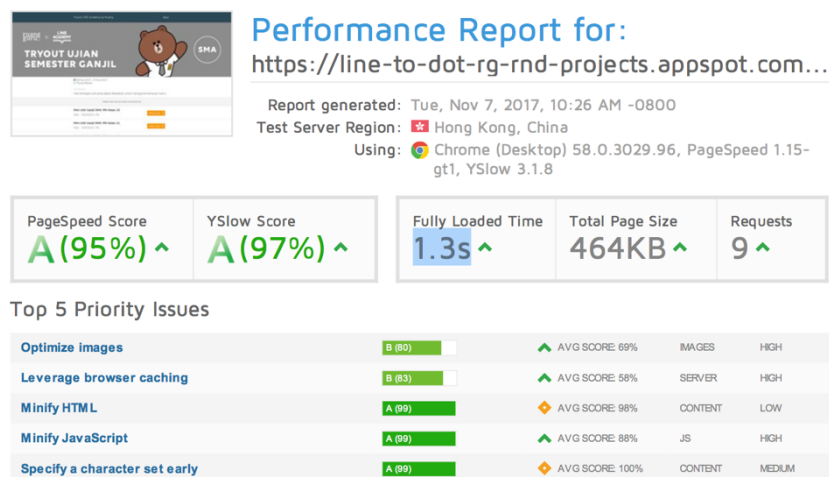 TRYOUT UJIAN
SEMESTER GANJIL
SMA
Performance Report for:
https://line-to-dot-rg-rnd-projects.appspot.com...
Report generated: Tue, Nov 7, 2017, 10:26 AM -0800
Test Server Region: Hong Kong, China
Using: Chrome (Desktop) 58.0.3029.96, PageSpeed 1.15-
gt1, YSlow 3.1.8
PageSpeed Score YSlow Score Fully Loaded Time Total Page Size Requests
A (95%) A (97%) 1.3s 464KB 9
Top 5 Priority Issues
Optimize images B (80) AVG SCORE: 69% IMAGES HIGH
Leverage browser caching B (83) AVG SCORE: 58% SERVER HIGH
Minify HTML A (99) AVG SCORE: 98% CONTENT LOW
Minify JavaScript A (99) AVG SCORE: 88% JS HIGH
Specify a character set early A (99) AVG SCORE: 100% CONTENT MEDIUM